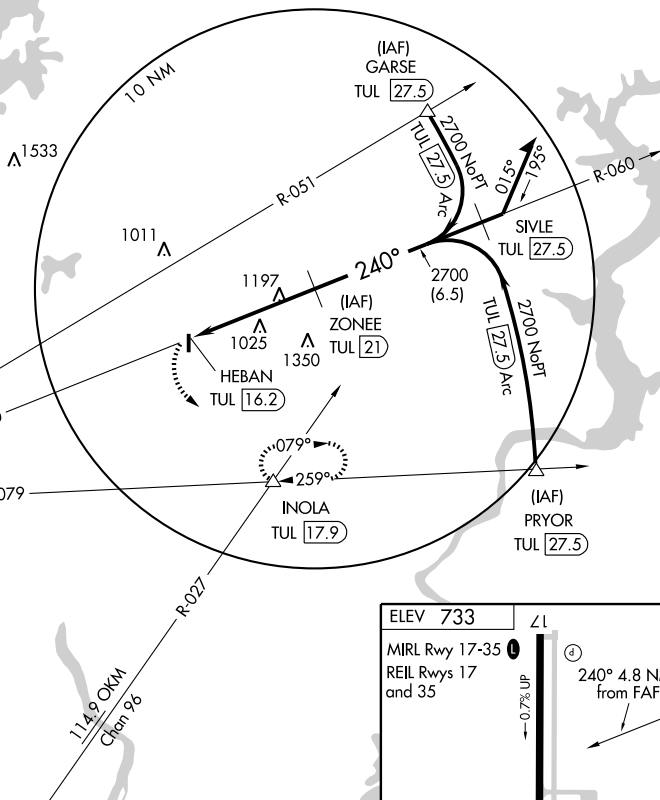 10 NM
(IAF)
GARSE
TUL 27.5
2700 NoPT
TUL 27.5 Arc
1533
R-051
015°
195°
R-060
SIVLE
TUL 27.5
1011
240°
2700
(6.5)
1197
(IAF)
ZONEE
TUL 21
1025
1350
2700 NoPT
TUL 27.5 Arc
HEBAN
TUL 16.2
079°
259°
079
INOLA
TUL 17.9
(IAF)
PRYOR
TUL 27.5
R-027
114.9 OKM
Chan 96
ELEV 733
17
MIRL Rwy 17-35 L
REIL Rwys 17
and 35
P
0.7% UP
240° 4.8 N
from FAF